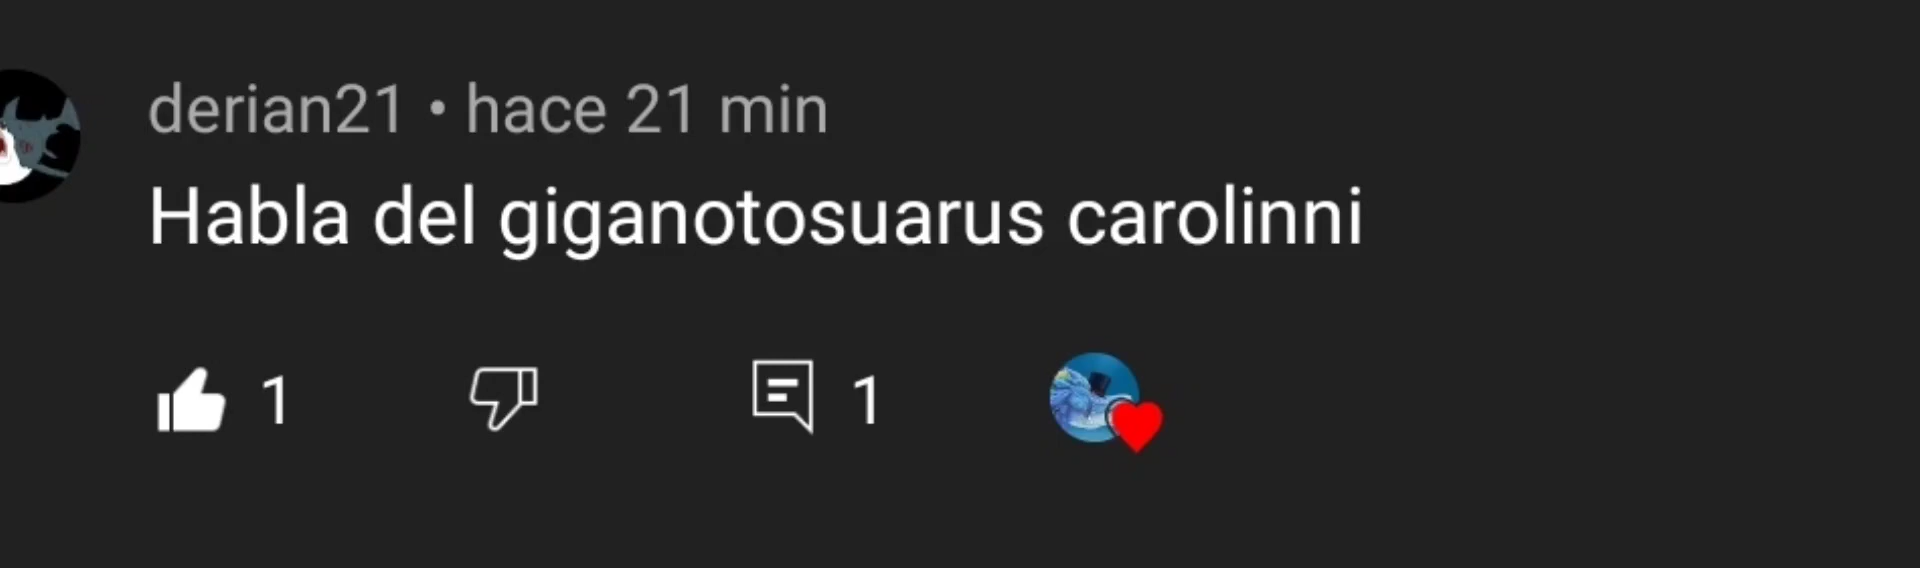 derian21 • hace 21 min
Habla del giganotosuarus carolinni
1 1